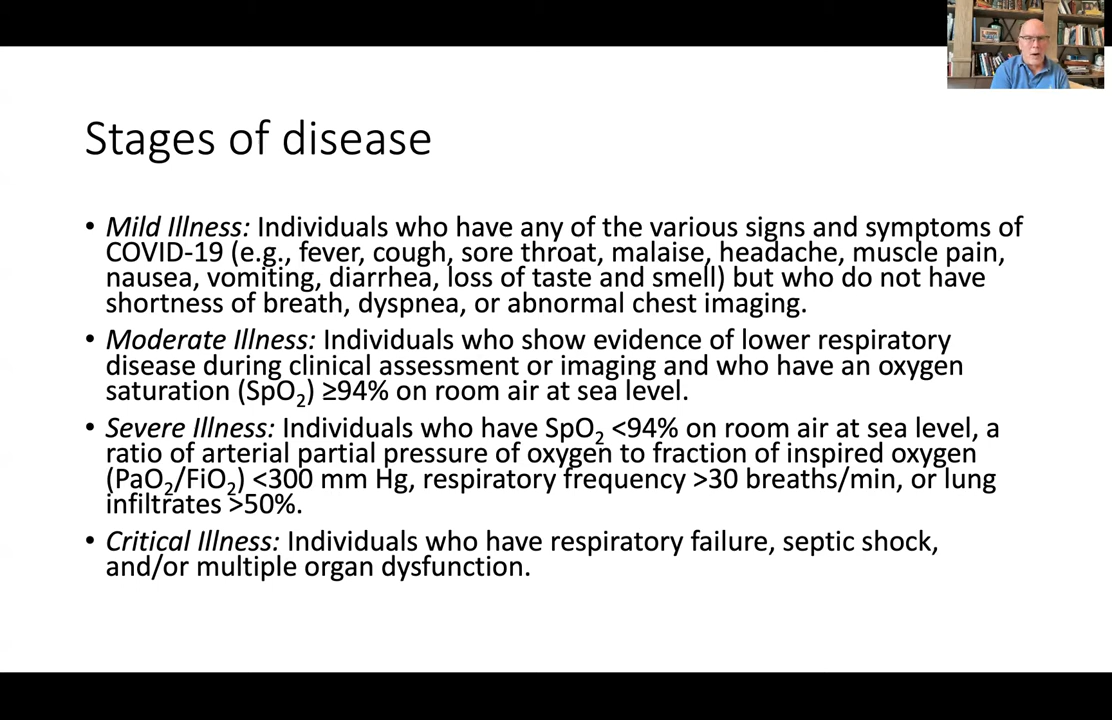 Stages of disease
• Mild Illness: Individuals who have any of the various signs and symptoms of
COVID-19 (e.g., fever, cough, sore throat, malaise, headache, muscle pain,
nausea, vomiting, diarrhea, loss of taste and smell) but who do not have
shortness of breath, dyspnea, or abnormal chest imaging.
• Moderate Illness: Individuals who show evidence of lower respiratory
disease during clinical assessment or imaging and who have an oxygen
saturation (SpO₂) ≥94% on room air at sea level.
• Severe Illness: Individuals who have SpO₂ <94% on room air at sea level, a
ratio of arterial partial pressure of oxygen to fraction of inspired oxygen
(PaO₂/FiO₂) <300 mm Hg, respiratory frequency >30 breaths/min, or lung
infiltrates >50%.
• Critical Illness: Individuals who have respiratory failure, septic shock,
and/or multiple organ dysfunction.